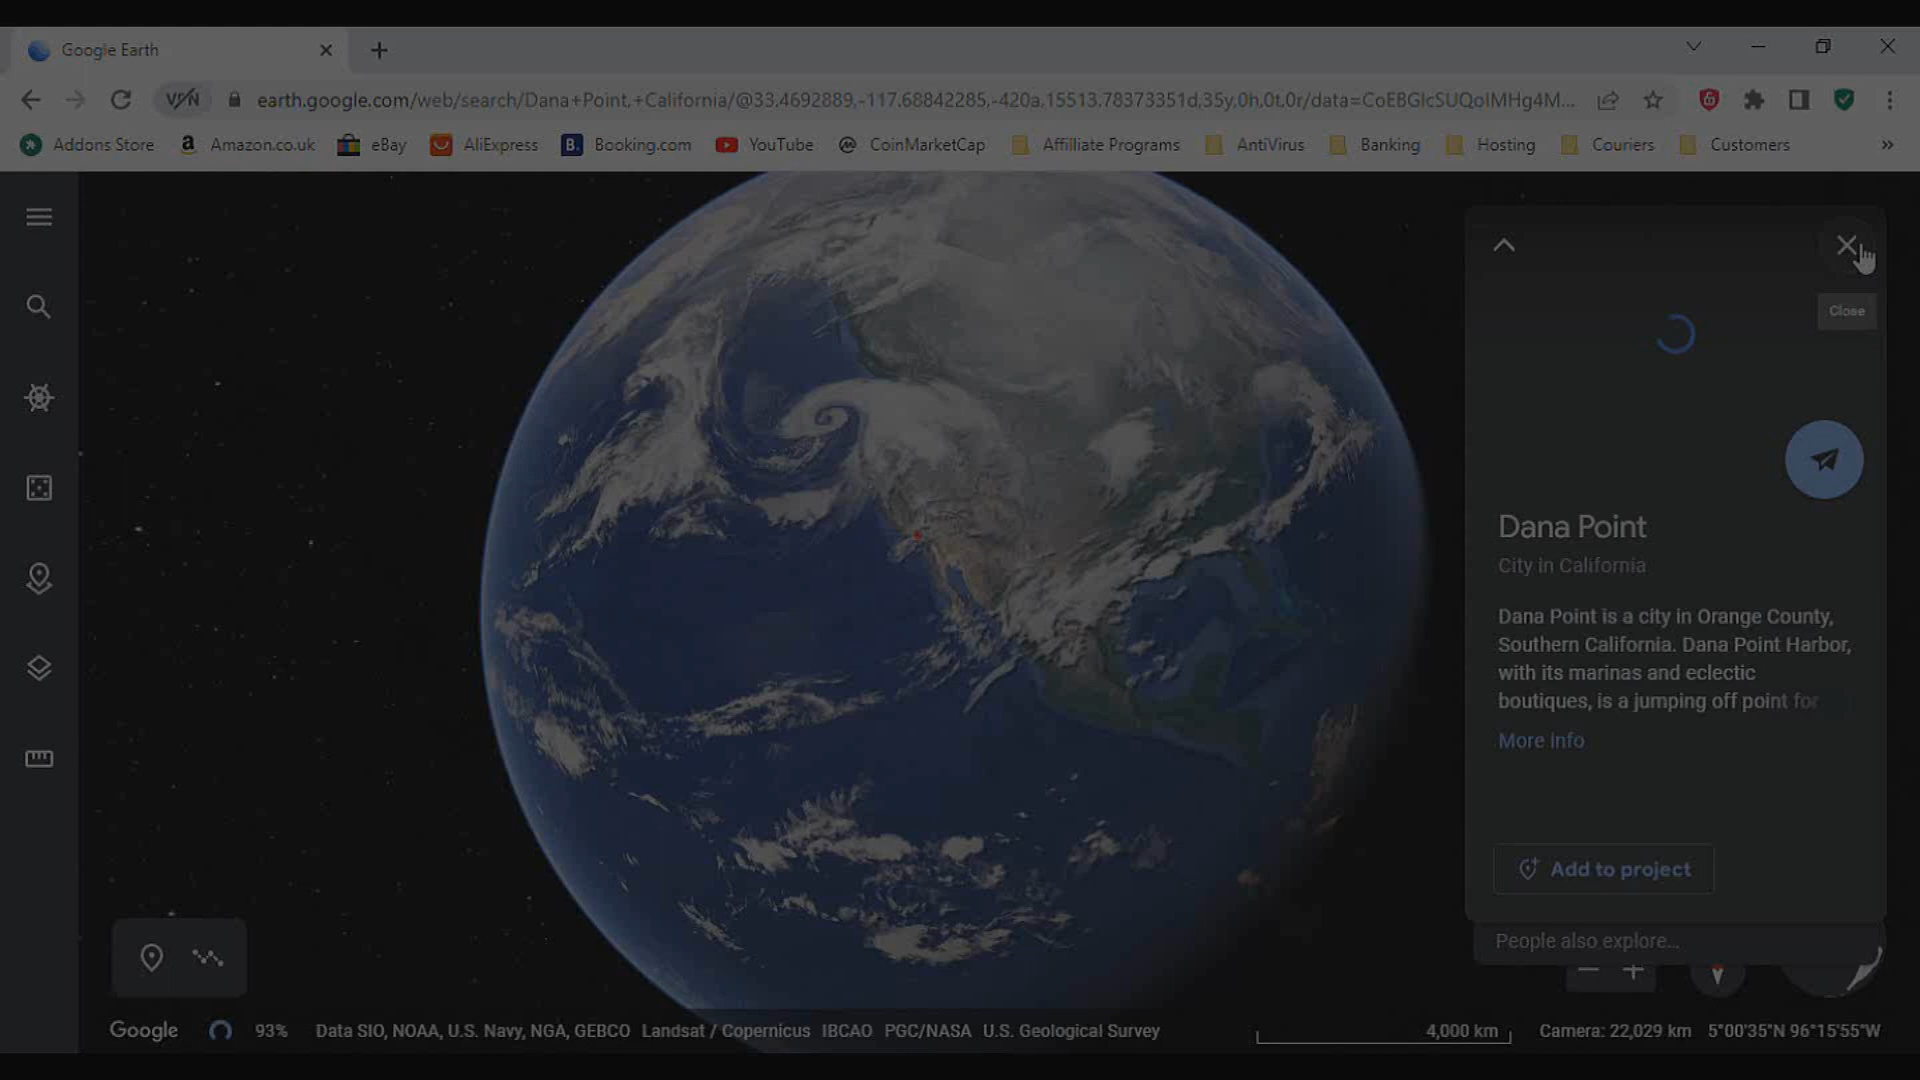 Google Earth
VPN
earth.google.com/web/search/Dana+Point,+California/@33.4692889,-117.68842285,-420a,15513.78373351d,35y,0h,0t,0r/data=CoEBGlcSUQoIMHg4M...
Addons Store
Amazon.co.uk
eBay
AliExpress
Booking.com
YouTube
CoinMarketCap
Affilliate Programs
AntiVirus
Banking
Hosting
Couriers
Customers
»
Close
Dana Point
City in California
Dana Point is a city in Orange County,
Southern California. Dana Point Harbor,
with its marinas and eclectic
boutiques, is a jumping off point for
More info
Add to project
People also explore...
Google
93%
Data SIO, NOAA, U.S. Navy, NGA, GEBCO Landsat / Copernicus IBCAO PGC/NASA U.S. Geological Survey
4,000 km
Camera: 22,029 km
5°00'35"N 96°15'55"W